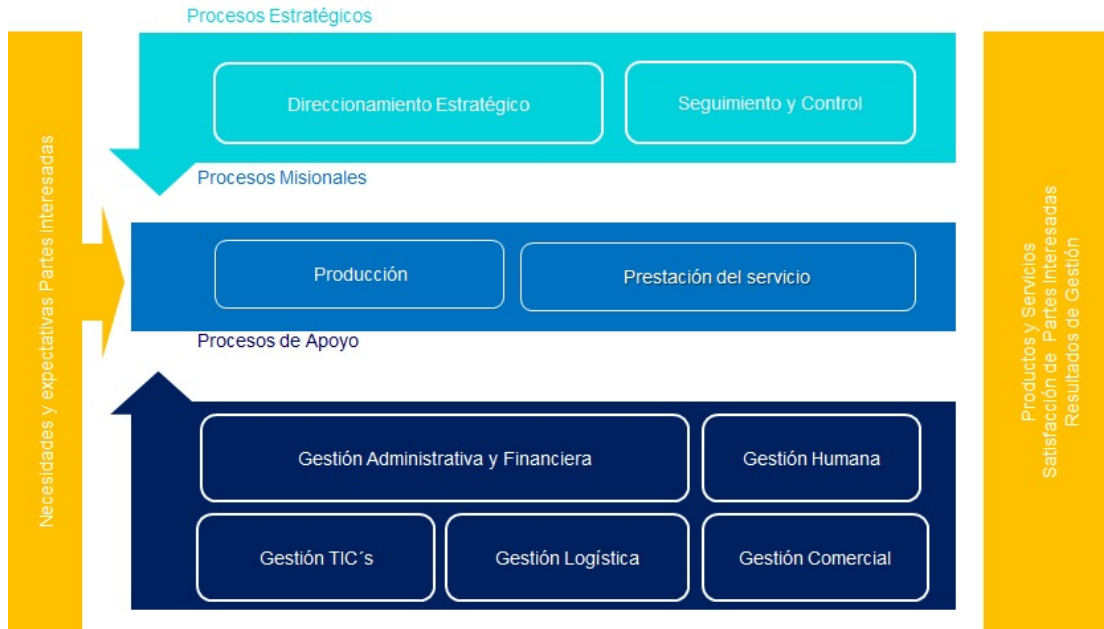 Procesos Estratégicos
Direccionamiento Estratégico
Seguimiento y Control
Procesos Misionales
Producción
Prestación del servicio
Procesos de Apoyo
Gestión Administrativa y Financiera
Gestión Humana
Gestión TIC´s
Gestión Logística
Gestión Comercial
Necesidades y expectativas Partes Interesadas
Productos y Servicios
Satisfacción de Partes Interesadas
Resultados de Gestión